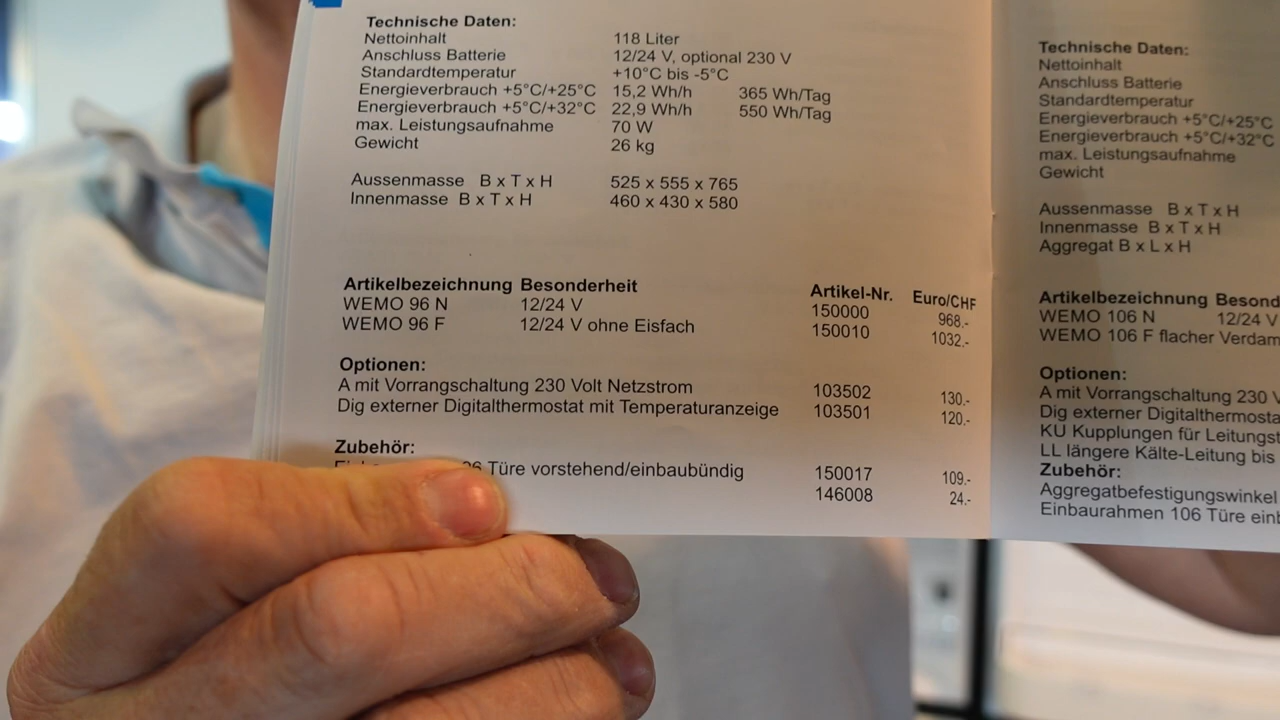 Technische Daten:
Nettoinhalt 118 Liter
Anschluss Batterie 12/24 V, optional 230 V
Standardtemperatur +10°C bis -5°C
Energieverbrauch +5°C/+25°C 15,2 Wh/h 365 Wh/Tag
Energieverbrauch +5°C/+32°C 22,9 Wh/h 550 Wh/Tag
max. Leistungsaufnahme 70 W
Gewicht 26 kg
Aussenmasse B x T x H 525 x 555 x 765
Innenmasse B x T x H 460 x 430 x 580
Artikelbezeichnung Besonderheit Artikel-Nr. Euro/CHF
WEMO 96 N 12/24 V 150000 968.-
WEMO 96 F 12/24 V ohne Eisfach 150010 1032.-
Optionen:
A mit Vorrangschaltung 230 Volt Netzstrom 103502 130.-
Dig externer Digitalthermostat mit Temperaturanzeige 103501 120.-
Zubehör:
Türe vorstehend/einbaubündig 150017 109.-
146008 24.-
Technische Daten:
Nettoinhalt
Anschluss Batterie
Standardtemperatur
Energieverbrauch +5°C/+25°C
Energieverbrauch +5°C/+32°C
max. Leistungsaufnahme
Gewicht
Aussenmasse B x T x H
Innenmasse B x T x H
Aggregat B x L x H
Artikelbezeichnung Besond
WEMO 106 N 12/24 V
WEMO 106 F flacher Verdam
Optionen:
A mit Vorrangschaltung 230 V
Dig externer Digitalthermosta
KU Kupplungen für Leitungst
LL längere Kälte-Leitung bis
Zubehör:
Aggregatbefestigungswinkel
Einbaurahmen 106 Türe einb